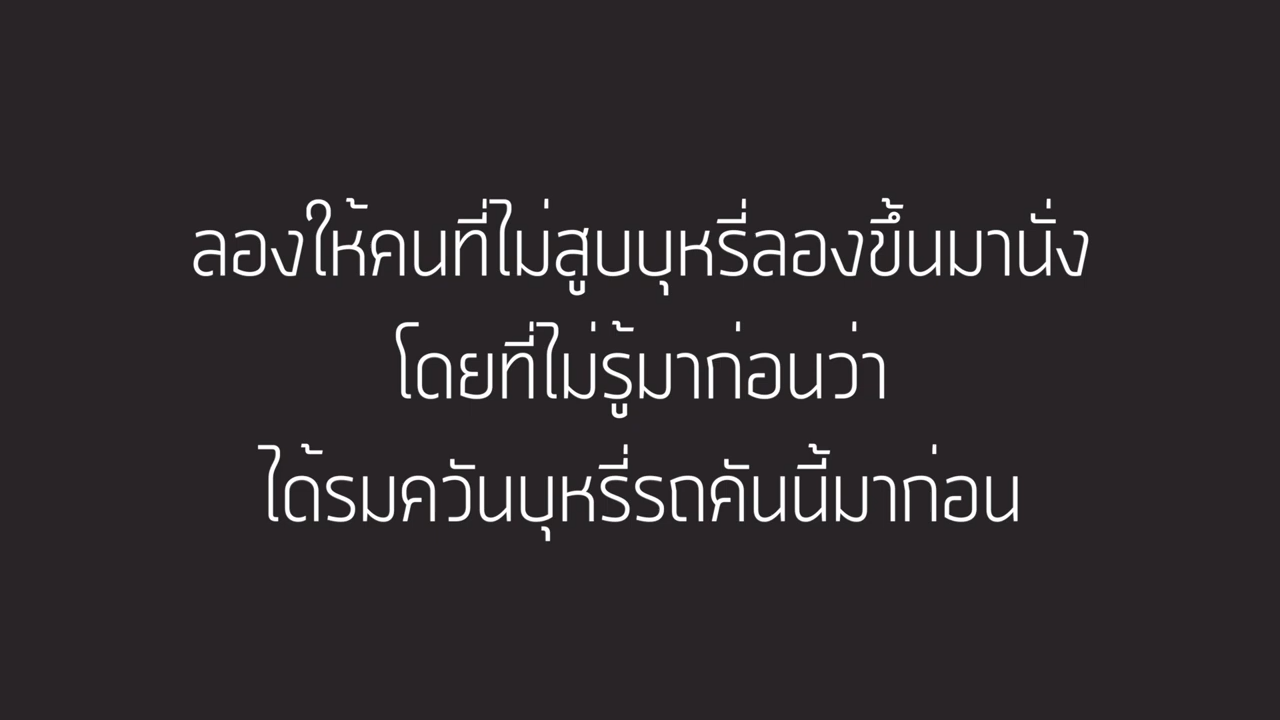 ลองให้คนที่ไม่สูบบุหรี่ลองขึ้นมานั่ง
โดยที่ไม่รู้มาก่อนว่า
ได้รมควันบุหรี่รถคันนี้มาก่อน